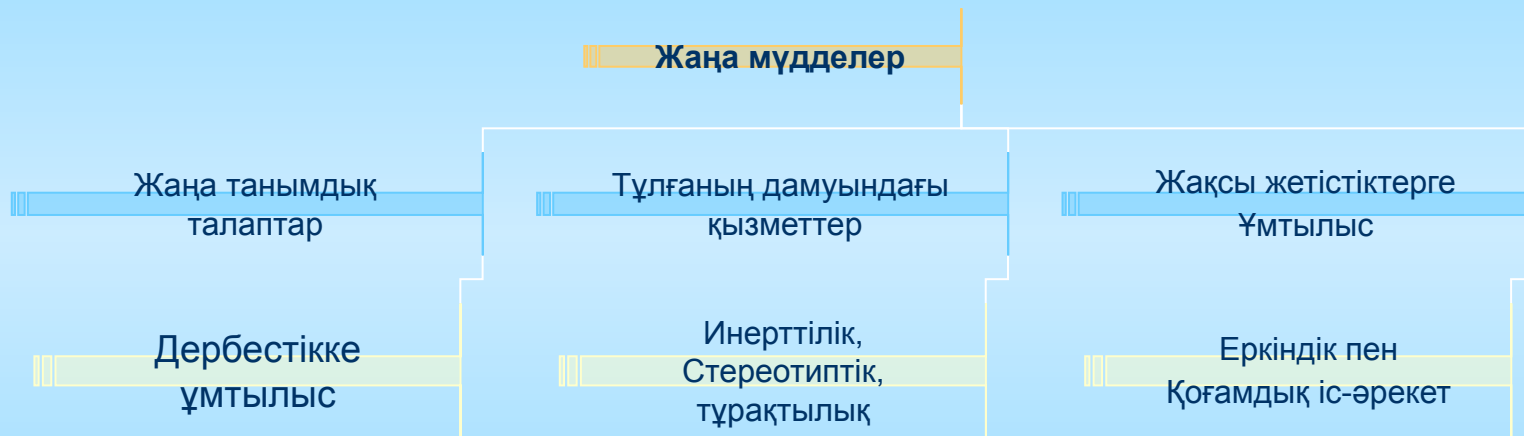 Жаңа мүдделер
Жаңа танымдық
талаптар
Тұлғаның дамуындағы
қызметтер
Жақсы жетістіктерге
Ұмтылыс
Дербестікке
ұмтылыс
Инерттілік,
Стереотиптік,
тұрақтылық
Еркіндік пен
Қоғамдық іс-әрекет